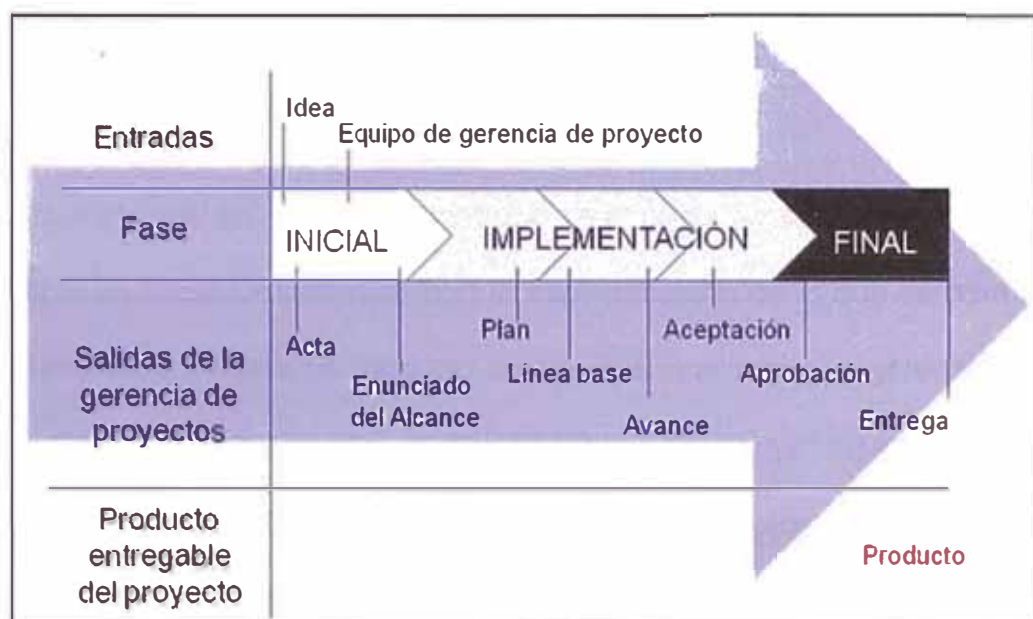 Entradas
Idea
Equipo de gerencia de proyecto
Fase
INICIAL
IMPLEMENTACIÓN
FINAL
Salidas de la
gerencia de
proyectos
Acta
Enunciado
del Alcance
Plan
Linea base
Avance
Aceptación
Aprobación
Entrega
Producto
entregable
del proyecto
Producto